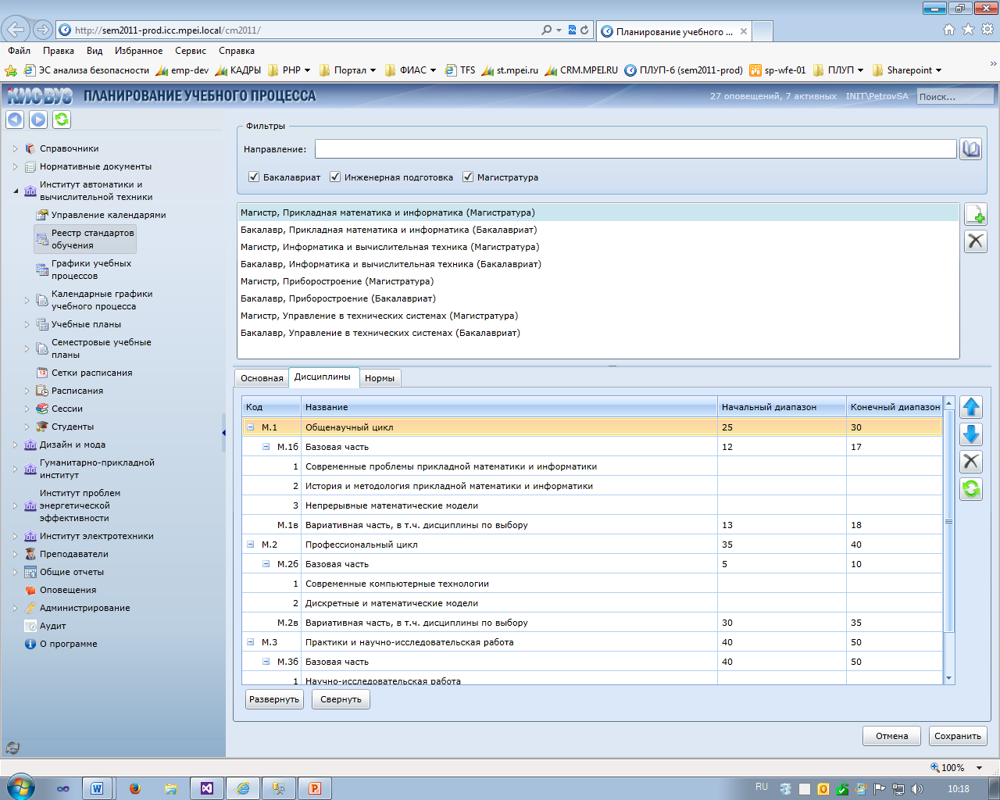 http://sem2011-prod.icc.mpei.local/cm2011/
Планирование учебного ...
Файл Правка Вид Избранное Сервис Справка
ЭС анализа безопасности emp-dev КАДРЫ PHP Портал ФИАС TFS st.mpei.ru CRM.MPEI.RU ПЛУП-6 (sem2011-prod) sp-wfe-01 ПЛУП Sharepoint
КИС ВУЗ ПЛАНИРОВАНИЕ УЧЕБНОГО ПРОЦЕССА
27 оповещений, 7 активных INIT\PetrovSA Поиск...
Справочники
Нормативные документы
Институт автоматики и
вычислительной техники
Управление календарями
Реестр стандартов
обучения
Графики учебных
процессов
Календарные графики
учебного процесса
Учебные планы
Семестровые учебные
планы
Сетки расписания
Расписания
Сессии
Студенты
Дизайн и мода
Гуманитарно-прикладной
институт
Институт проблем
энергетической
эффективности
Институт электротехники
Преподаватели
Общие отчеты
Оповещения
Администрирование
Аудит
О программе
Фильтры
Направление:
Бакалавриат Инженерная подготовка Магистратура
Магистр, Прикладная математика и информатика (Магистратура)
Бакалавр, Прикладная математика и информатика (Бакалавриат)
Магистр, Информатика и вычислительная техника (Магистратура)
Бакалавр, Информатика и вычислительная техника (Бакалавриат)
Магистр, Приборостроение (Магистратура)
Бакалавр, Приборостроение (Бакалавриат)
Магистр, Управление в технических системах (Магистратура)
Бакалавр, Управление в технических системах (Бакалавриат)
Основная Дисциплины Нормы
Код Название Начальный диапазон Конечный диапазон
М.1 Общенаучный цикл 25 30
М.1б Базовая часть 12 17
1 Современные проблемы прикладной математики и информатики
2 История и методология прикладной математики и информатики
3 Непрерывные математические модели
М.1в Вариативная часть, в т.ч. дисциплины по выбору 13 18
М.2 Профессиональный цикл 35 40
М.2б Базовая часть 5 10
1 Современные компьютерные технологии
2 Дискретные и математические модели
М.2в Вариативная часть, в т.ч. дисциплины по выбору 30 35
М.3 Практики и научно-исследовательская работа 40 50
М.3б Базовая часть 40 50
1 Научно-исследовательская работа
Развернуть Свернуть
Отмена Сохранить
100%
RU 10:18